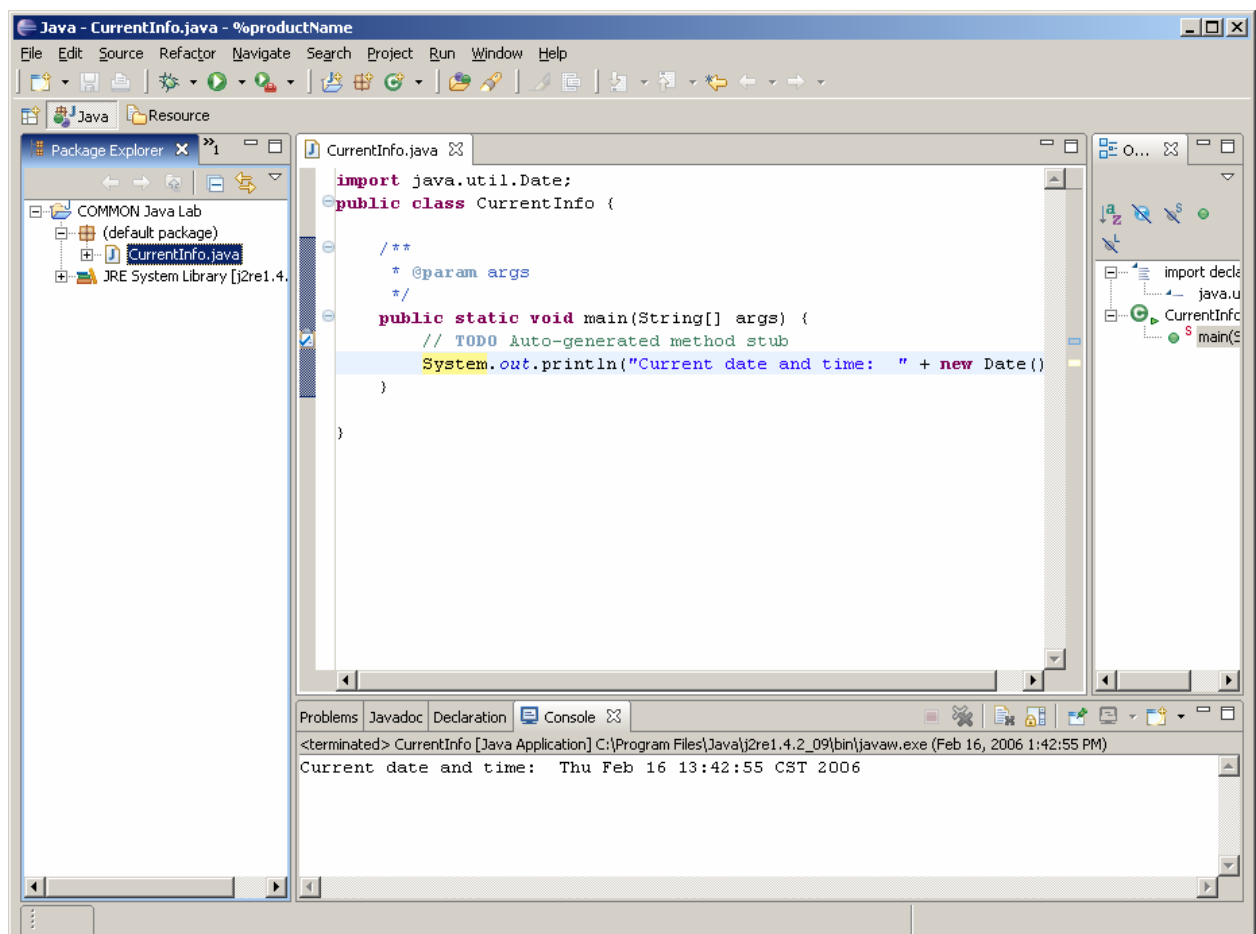 Java - CurrentInfo.java - %productName
File Edit Source Refactor Navigate Search Project Run Window Help
Java Resource
Package Explorer »1
COMMON Java Lab
(default package)
CurrentInfo.java
JRE System Library [j2re1.4.
CurrentInfo.java
import java.util.Date;
public class CurrentInfo {
/**
* @param args
*/
public static void main(String[] args) {
// TODO Auto-generated method stub
System.out.println("Current date and time:  " + new Date()
}
}
O...
import decla
java.u
CurrentInfo
main(S
Problems Javadoc Declaration Console
<terminated> CurrentInfo [Java Application] C:\Program Files\Java\j2re1.4.2_09\bin\javaw.exe (Feb 16, 2006 1:42:55 PM)
Current date and time:  Thu Feb 16 13:42:55 CST 2006